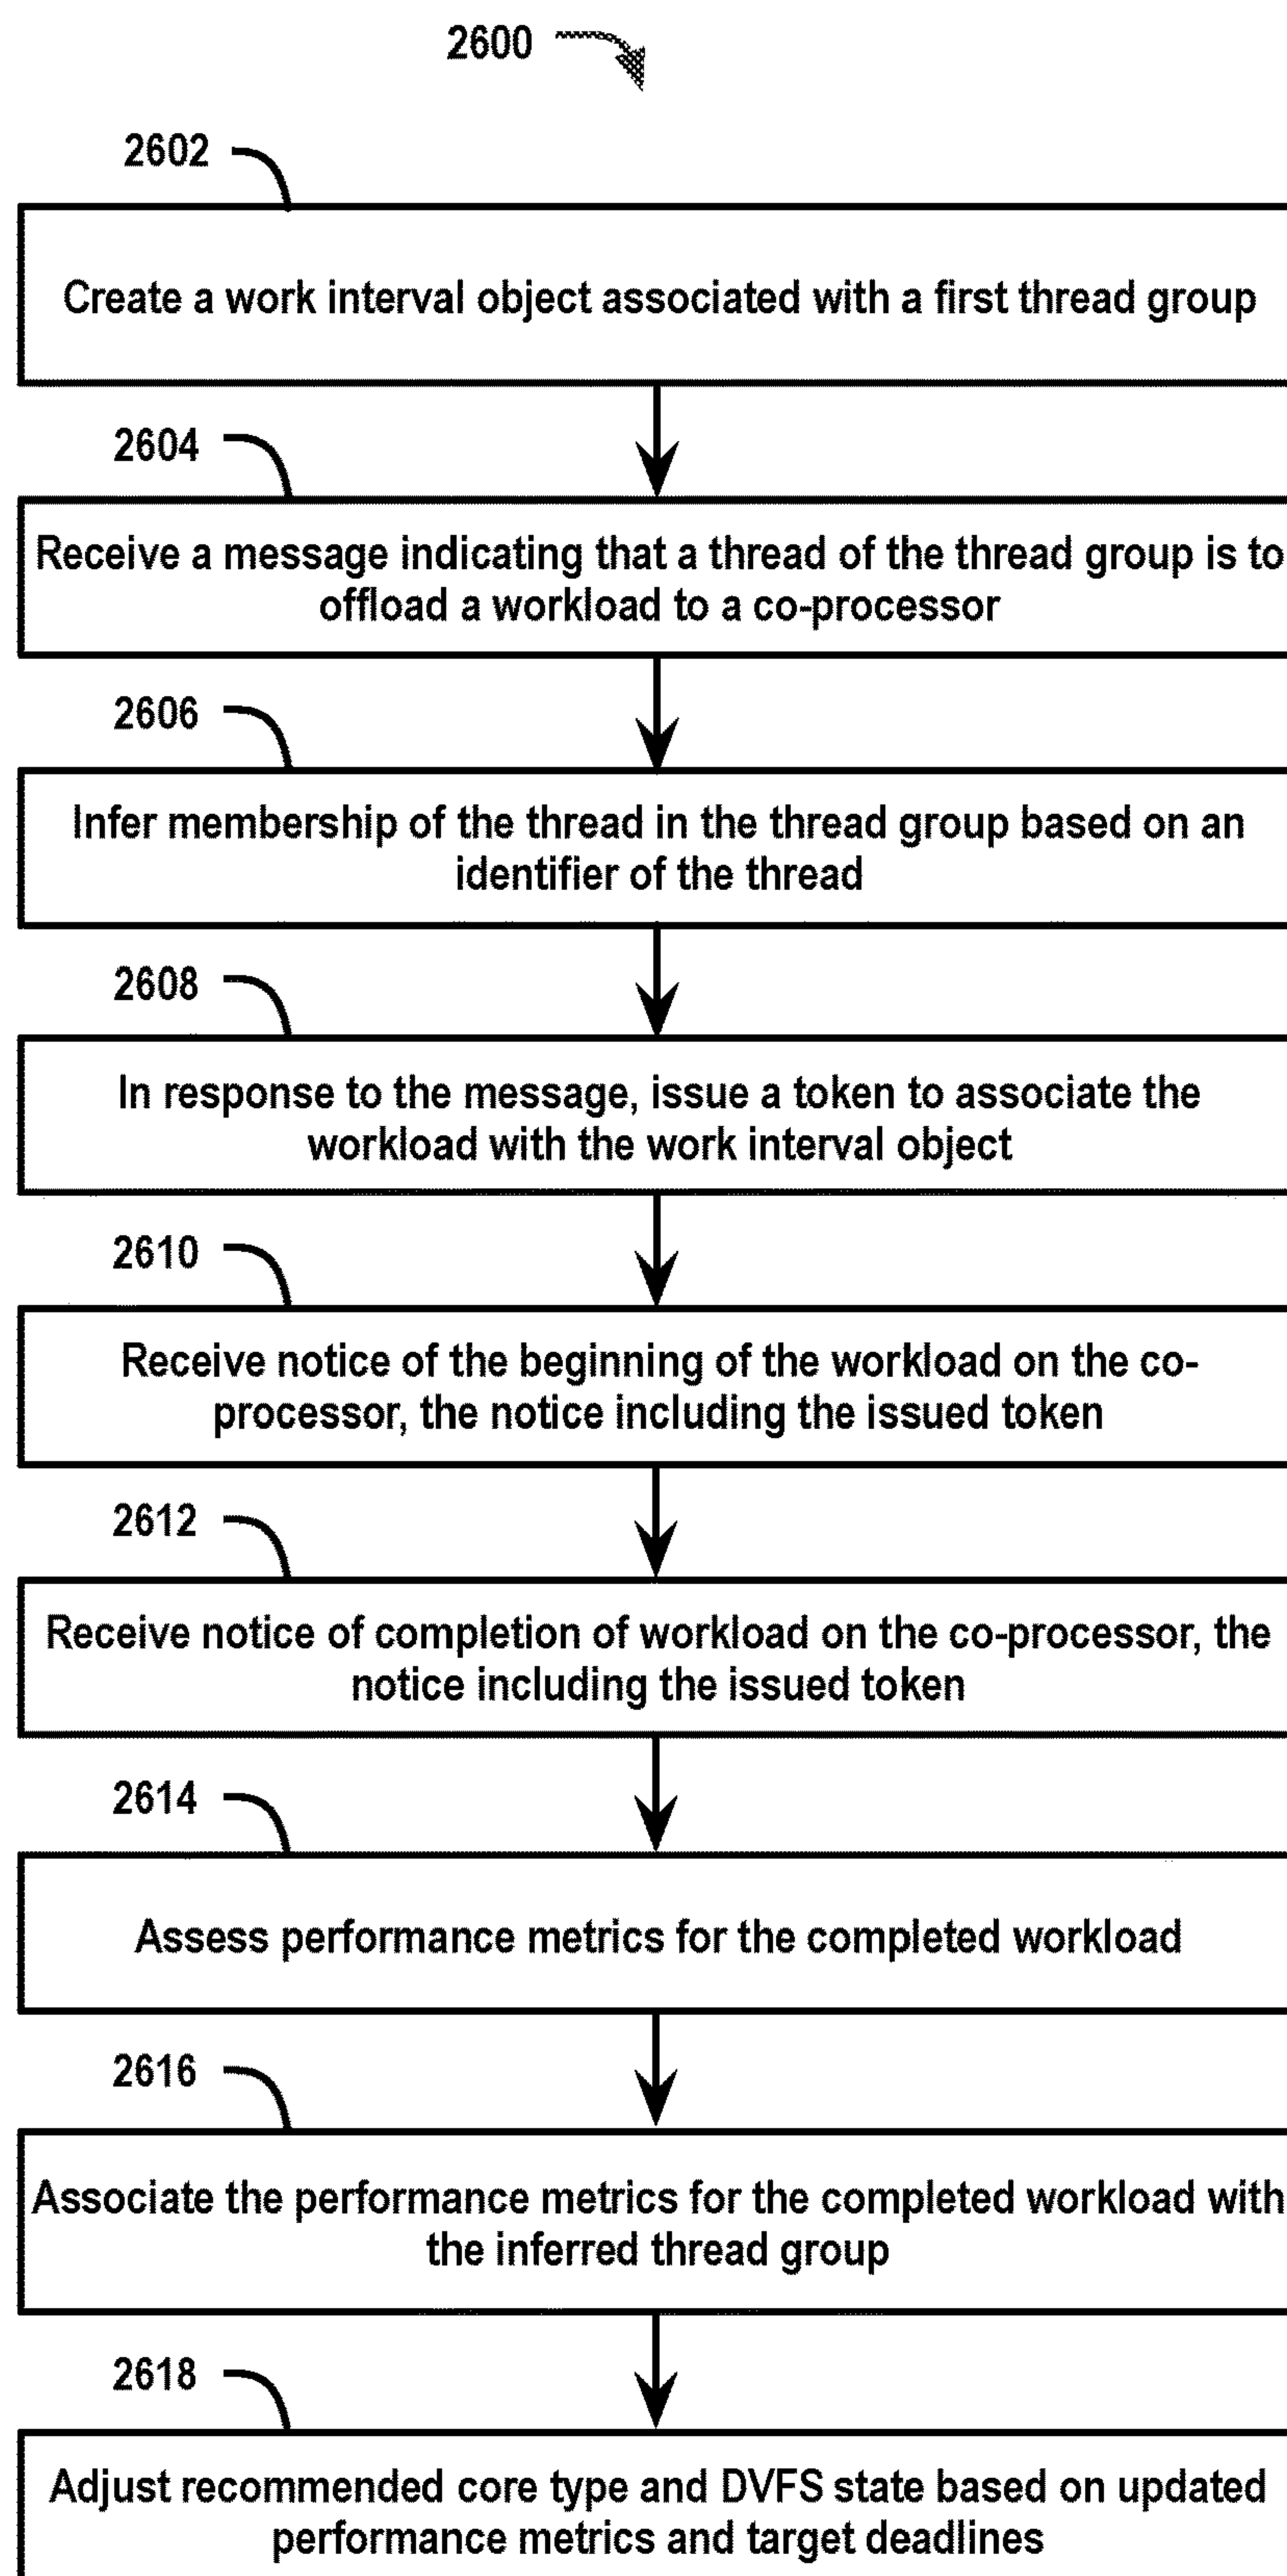 2600
2602
Create a work interval object associated with a first thread group
2604
Receive a message indicating that a thread of the thread group is to
offload a workload to a co-processor
2606
Infer membership of the thread in the thread group based on an
identifier of the thread
2608
In response to the message, issue a token to associate the
workload with the work interval object
2610
Receive notice of the beginning of the workload on the co-
processor, the notice including the issued token
2612
Receive notice of completion of workload on the co-processor, the
notice including the issued token
2614
Assess performance metrics for the completed workload
2616
Associate the performance metrics for the completed workload with
the inferred thread group
2618
Adjust recommended core type and DVFS state based on updated
performance metrics and target deadlines